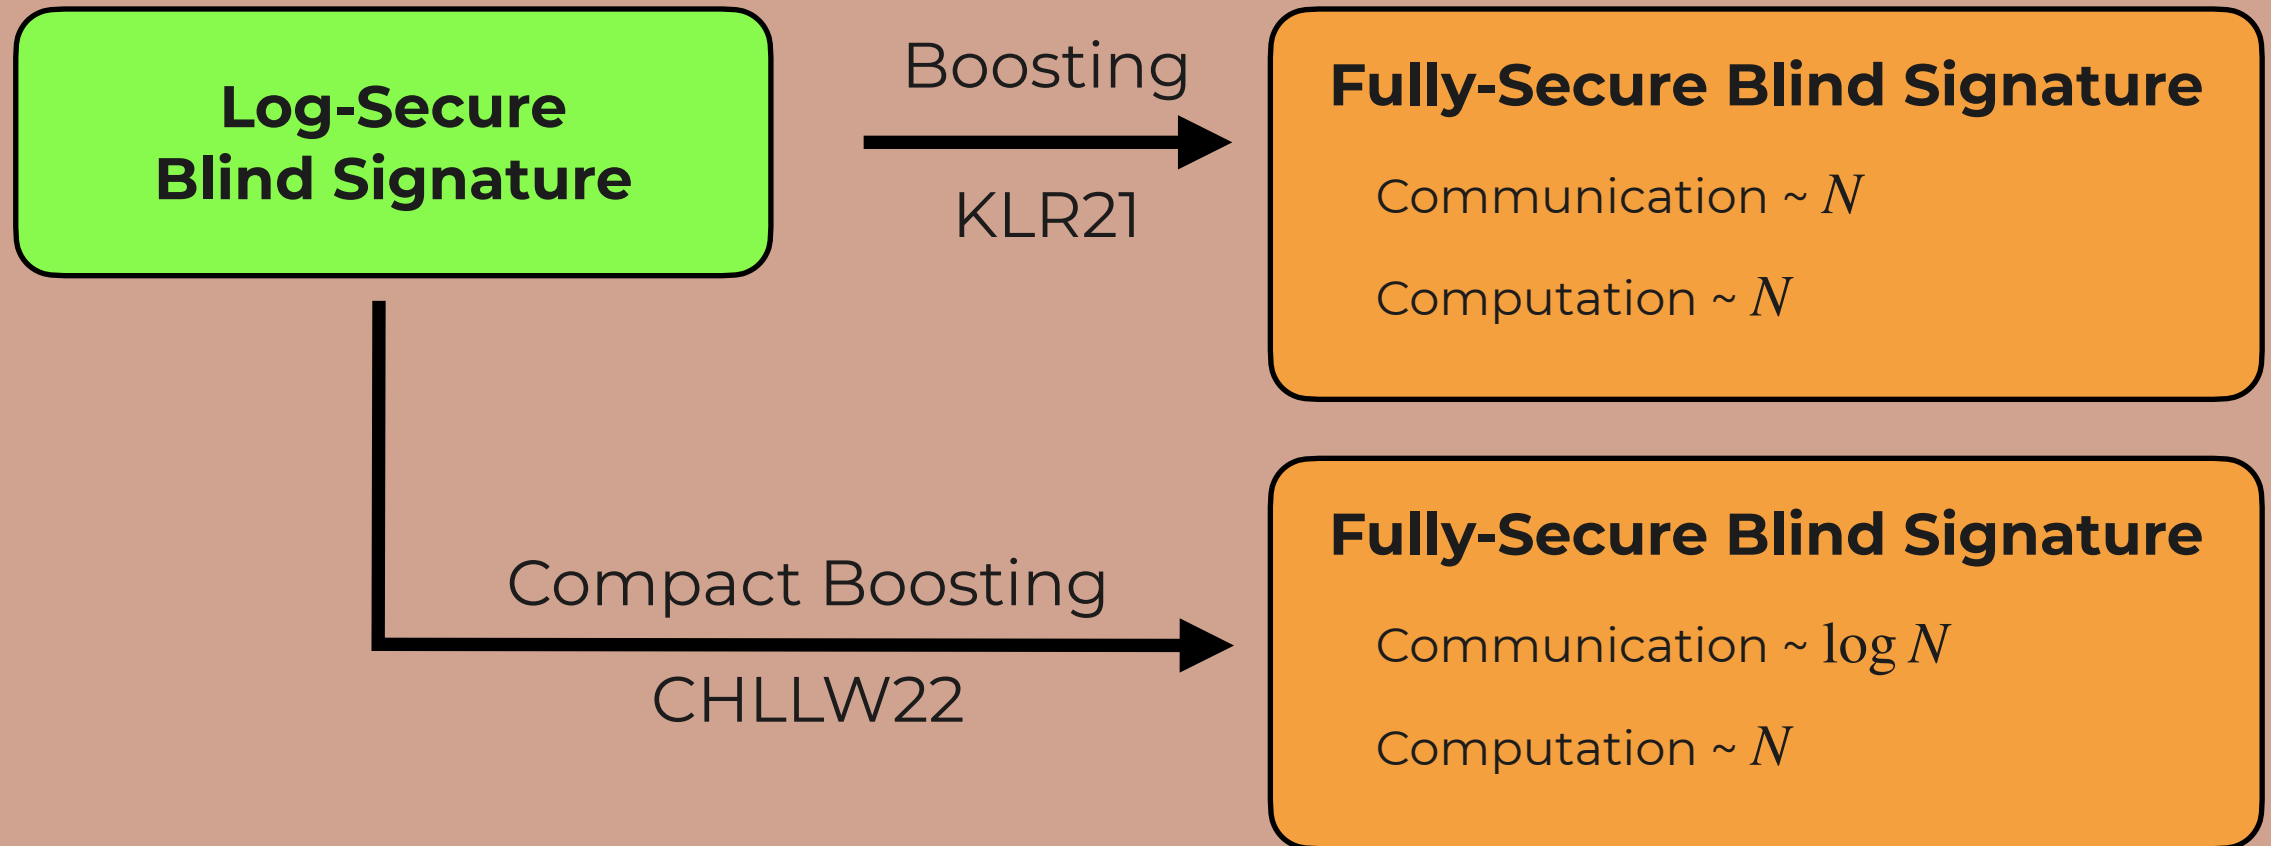 Log-Secure
Blind Signature
Boosting
KLR21
Fully-Secure Blind Signature
Communication ~ N
Computation ~ N
Compact Boosting
CHLLW22
Fully-Secure Blind Signature
Communication ~ log N
Computation ~ N